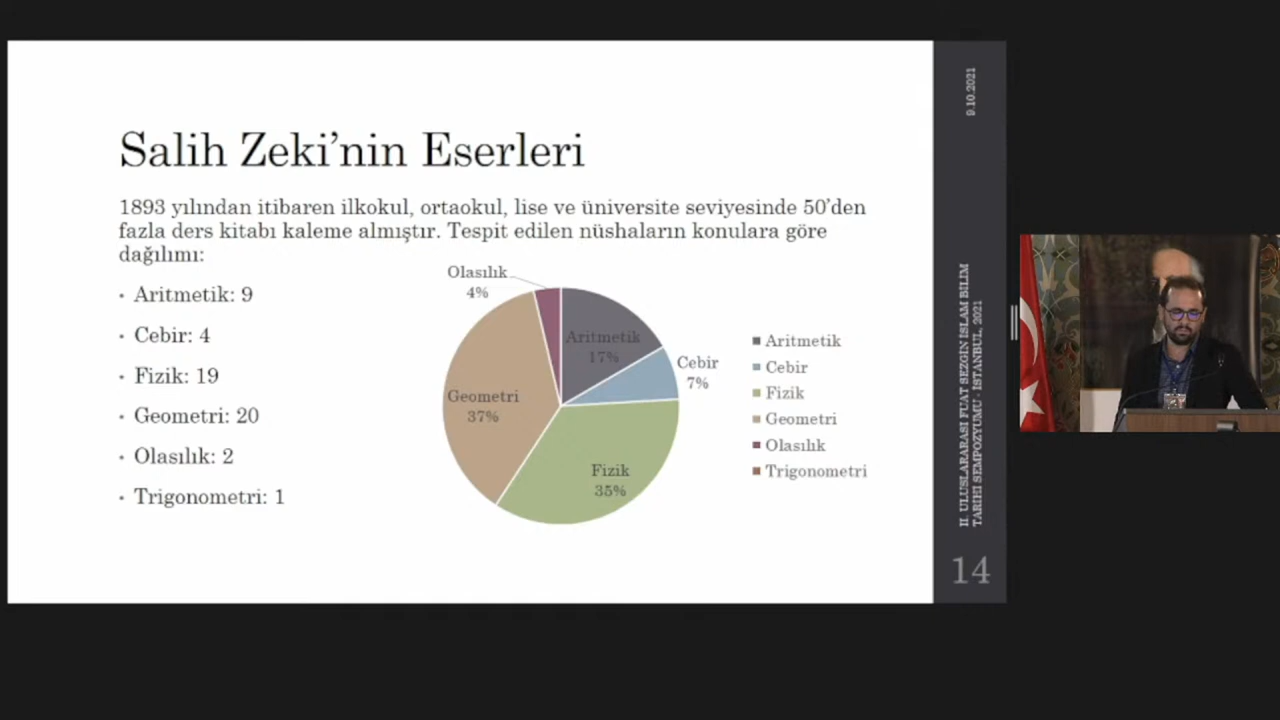 Salih Zeki’nin Eserleri
1893 yılından itibaren ilkokul, ortaokul, lise ve üniversite seviyesinde 50’den
fazla ders kitabı kaleme almıştır. Tespit edilen nüshaların konulara göre
dağılımı:
• Aritmetik: 9
• Cebir: 4
• Fizik: 19
• Geometri: 20
• Olasılık: 2
• Trigonometri: 1
Olasılık
4%
Aritmetik
17%
Cebir
7%
Geometri
37%
Fizik
35%
Aritmetik
Cebir
Fizik
Geometri
Olasılık
Trigonometri
9.10.2021
II. ULUSLARARASI FUAT SEZGİN İSLAM BİLİM
TARİHİ SEMPOZYUMU - İSTANBUL, 2021
14